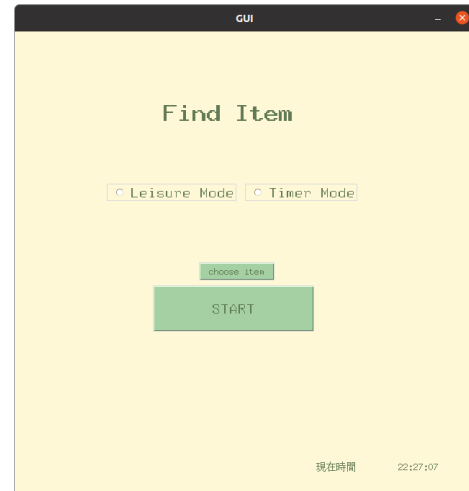 GUI
Find Item
Leisure Mode Timer Mode
choose item
START
現在時間 22:27:07